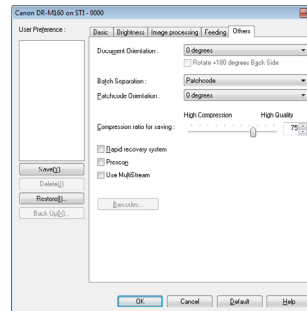 Canon DR-M160 on STI - 0000
User Preference :
Save(Y)
Delete(J)
Restore(I)...
Back Up(N)...
Basic
Brightness
Image processing
Feeding
Others
Document Orientation :
0 degrees
Rotate +180 degrees Back Side
Batch Separation :
Patchcode
Patchcode Orientation :
0 degrees
High Compression
High Quality
Compression ratio for saving :
75
Rapid recovery system
Proscan
Use MultiStream
Barcodes...
OK
Cancel
Default
Help